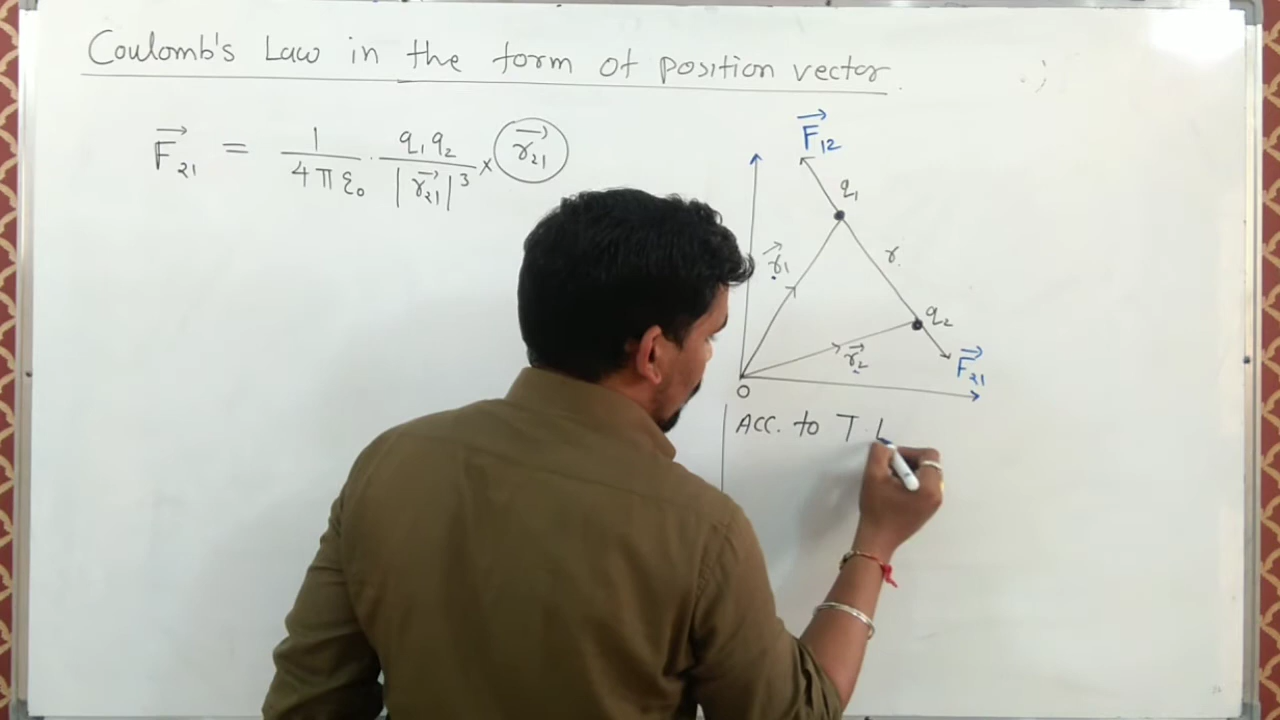 Coulomb's Law in the form of position vector.
F⃗₂₁ = 1/4πε₀ · q₁q₂/|r⃗₂₁|³ × r⃗₂₁
F⃗₁₂
q₁
r⃗₁
r
q₂
r⃗₂
F⃗₂₁
O
Acc. to T.L